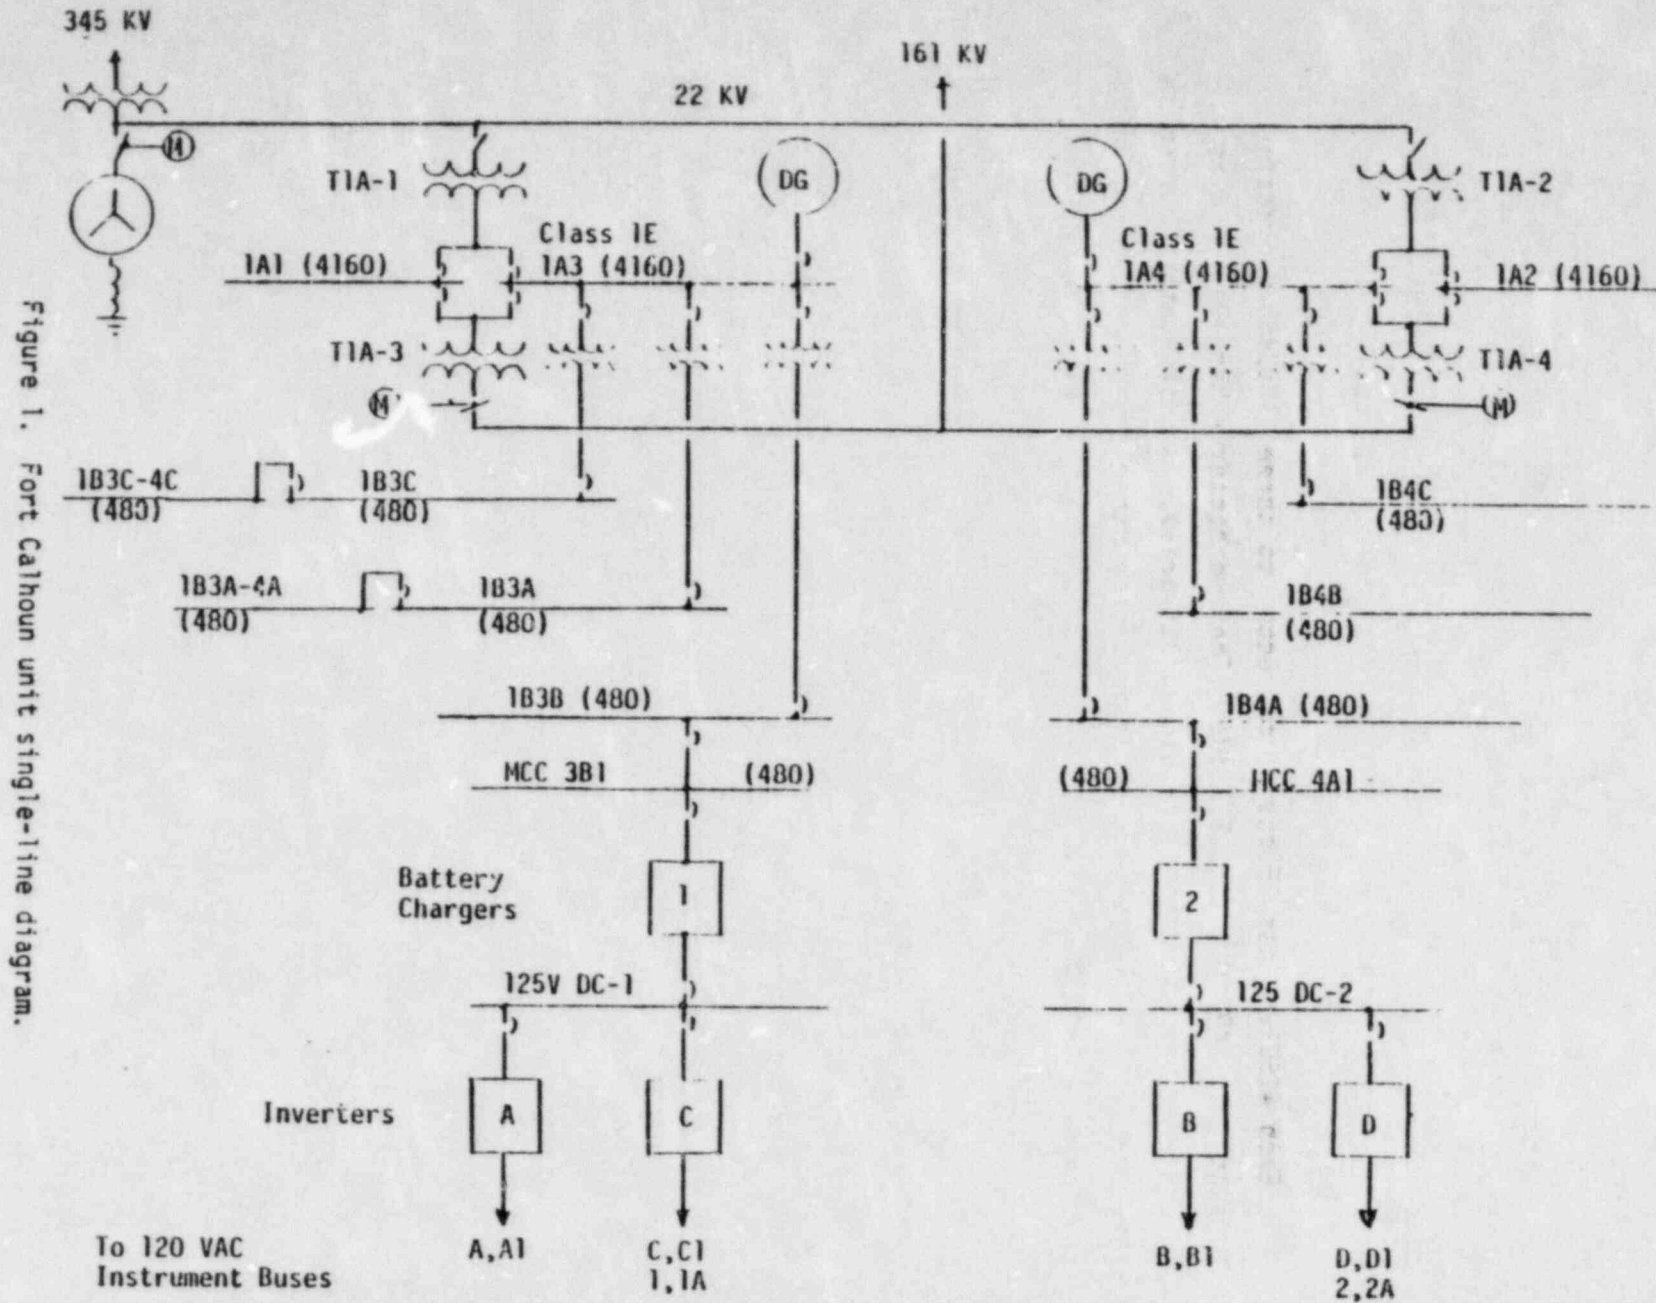 345 KV
161 KV
22 KV
M
T1A-1
DG
DG
T1A-2
Class 1E
Class 1E
1A1 (4160)
1A3 (4160)
1A4 (4160)
1A2 (4160)
T1A-3
T1A-4
M
(M)
1B3C-4C
(480)
1B3C
(480)
1B4C
(480)
1B3A-4A
(480)
1B3A
(480)
1B4B
(480)
1B3B (480)
1B4A (480)
MCC 3B1
(480)
(480)
MCC 4A1
Battery
Chargers
1
2
125V DC-1
125 DC-2
Inverters
A
C
B
D
To 120 VAC
Instrument Buses
A,A1
C,C1
1,1A
B,B1
D,D1
2,2A
Figure 1. Fort Calhoun unit single-line diagram.